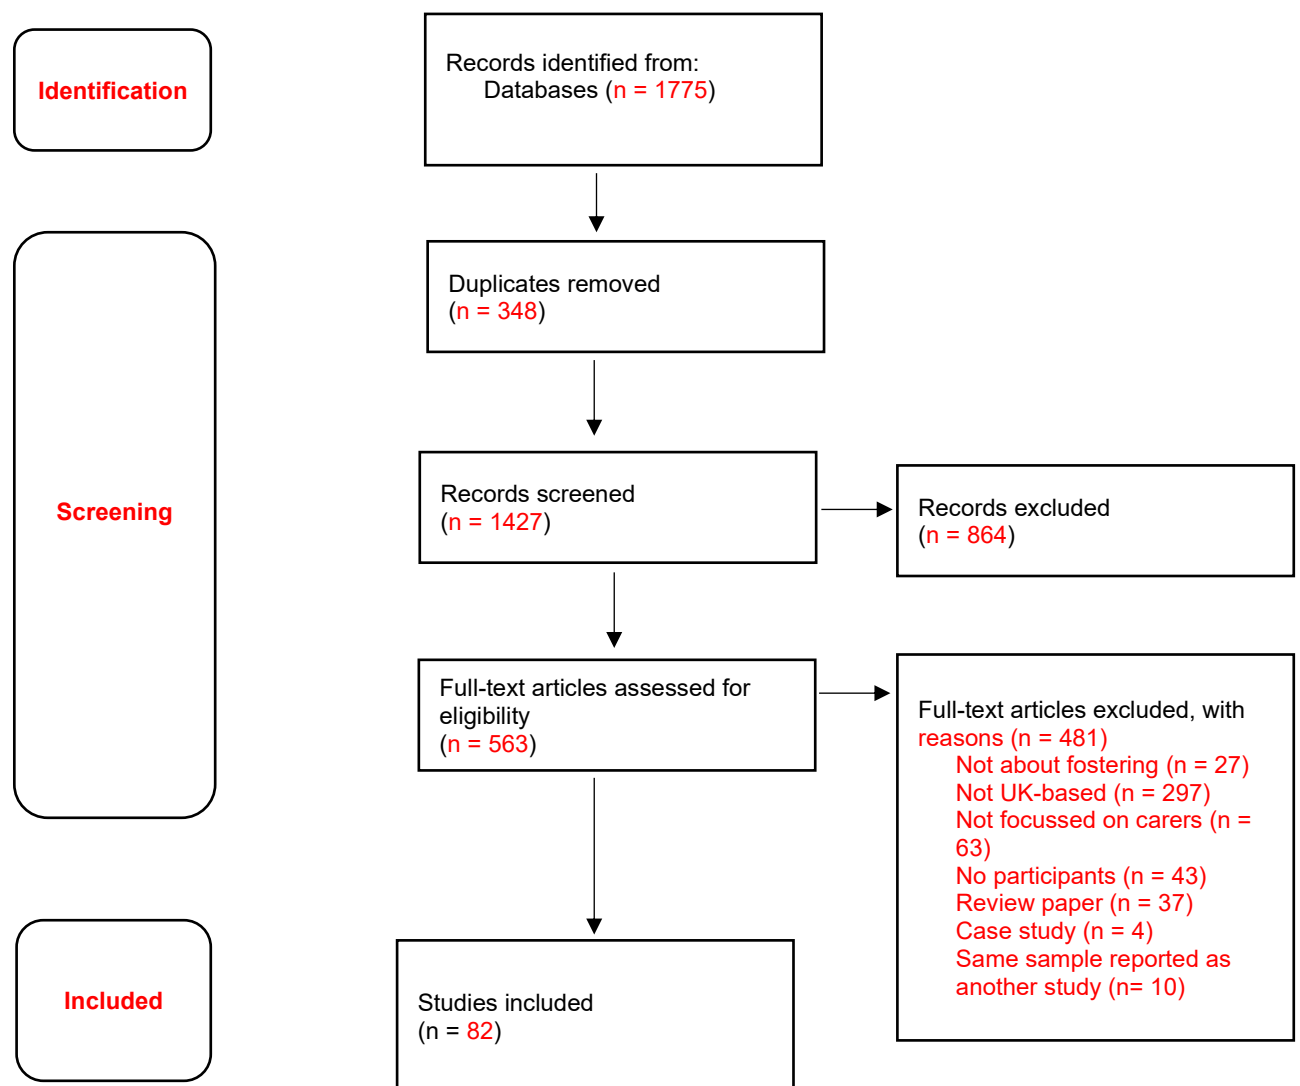 Identification
Records identified from:
Databases (n = 1775)
Duplicates removed
(n = 348)
Screening
Records screened
(n = 1427)
Records excluded
(n = 864)
Full-text articles assessed for
eligibility
(n = 563)
Full-text articles excluded, with
reasons (n = 481)
Not about fostering (n = 27)
Not UK-based (n = 297)
Not focussed on carers (n =
63)
No participants (n = 43)
Review paper (n = 37)
Case study (n = 4)
Same sample reported as
another study (n= 10)
Included
Studies included
(n = 82)